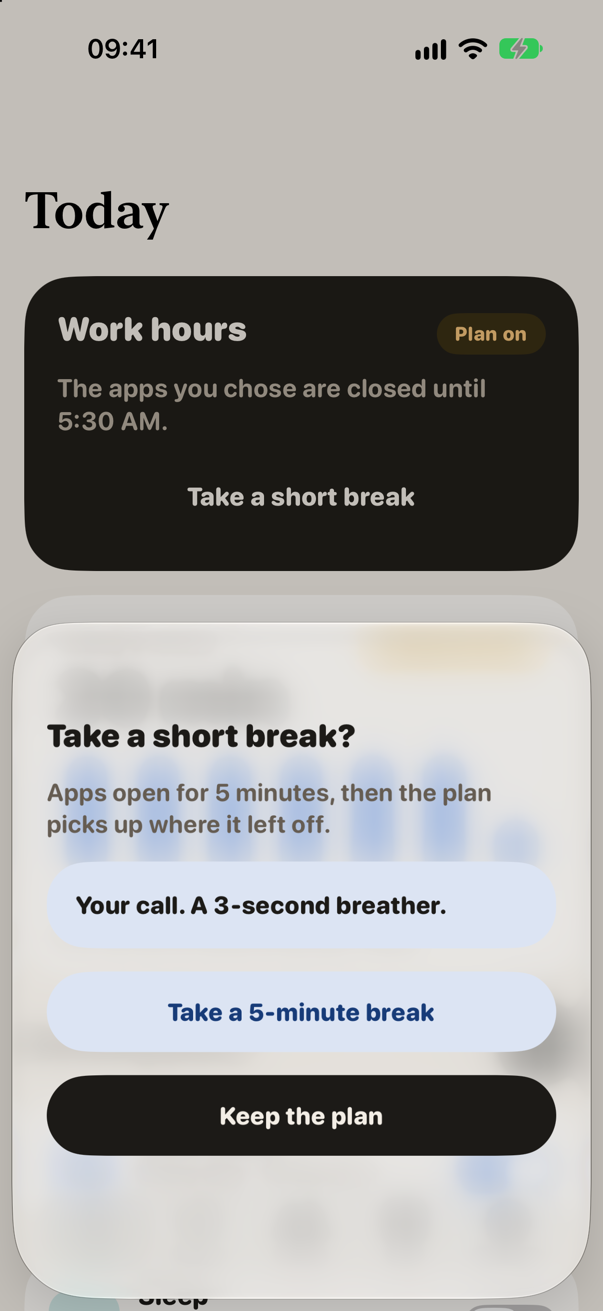 09:41
Today
Work hours
Plan on
The apps you chose are closed until
5:30 AM.
Take a short break
Take a short break?
Apps open for 5 minutes, then the plan
picks up where it left off.
Your call. A 3-second breather.
Take a 5-minute break
Keep the plan
Sleep